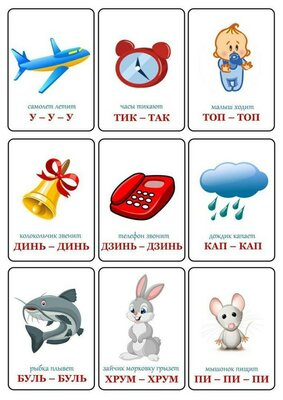 самолет летит
У – У – У
часы тикают
ТИК – ТАК
малыш ходит
ТОП – ТОП
колокольчик звенит
ДИНЬ – ДИНЬ
телефон звонит
ДЗИНЬ – ДЗИНЬ
дождик капает
КАП – КАП
рыбка плывет
БУЛЬ – БУЛЬ
зайчик морковку грызет
ХРУМ – ХРУМ
мышонок пищит
ПИ – ПИ – ПИ